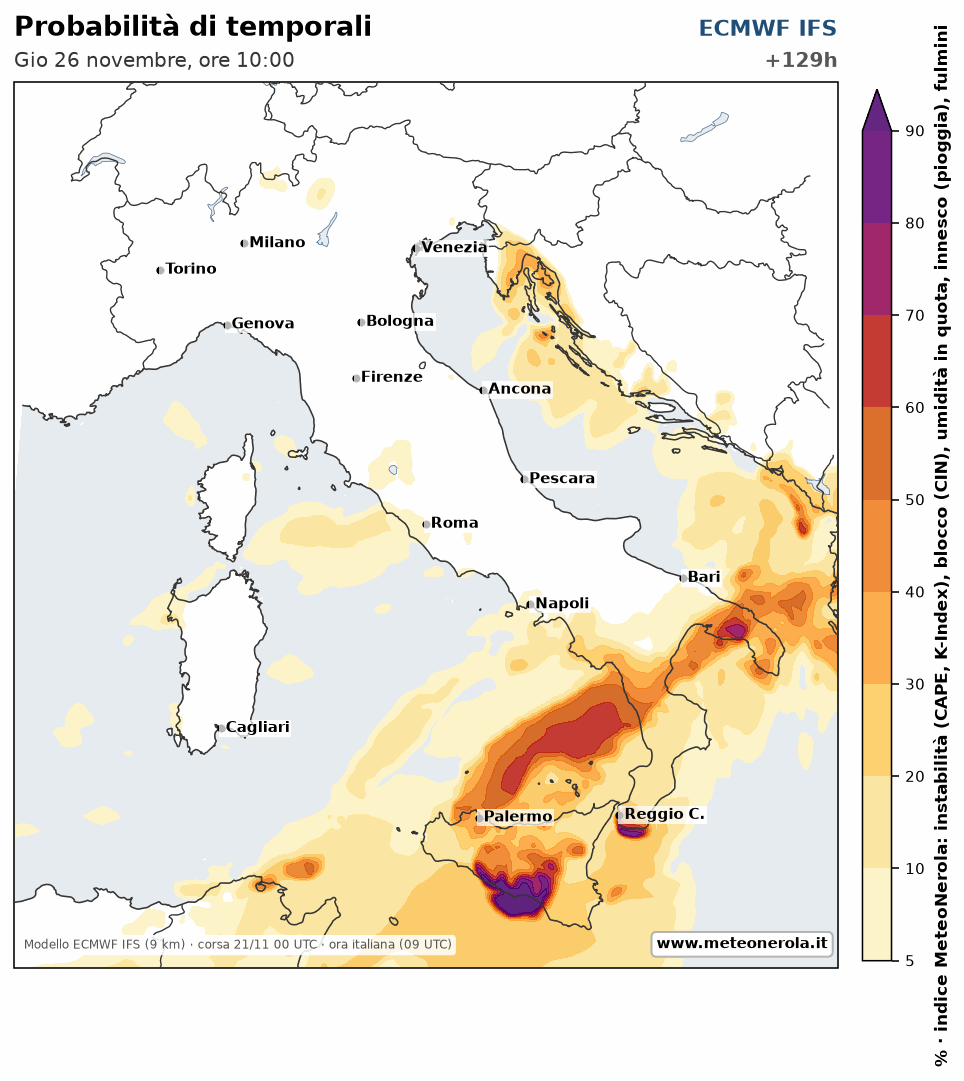 Probabilità di temporali
ECMWF IFS
Gio 26 novembre, ore 10:00
+129h
Milano
Venezia
Torino
Genova
Bologna
Firenze
Ancona
Pescara
Roma
Bari
Napoli
Cagliari
Palermo
Reggio C.
Modello ECMWF IFS (9 km) · corsa 21/11 00 UTC · ora italiana (09 UTC)
www.meteonerola.it
90
80
70
60
50
40
30
20
10
5
% · indice MeteoNerola: instabilità (CAPE, K-Index), blocco (CIN), umidità in quota, innesco (pioggia), fulmini